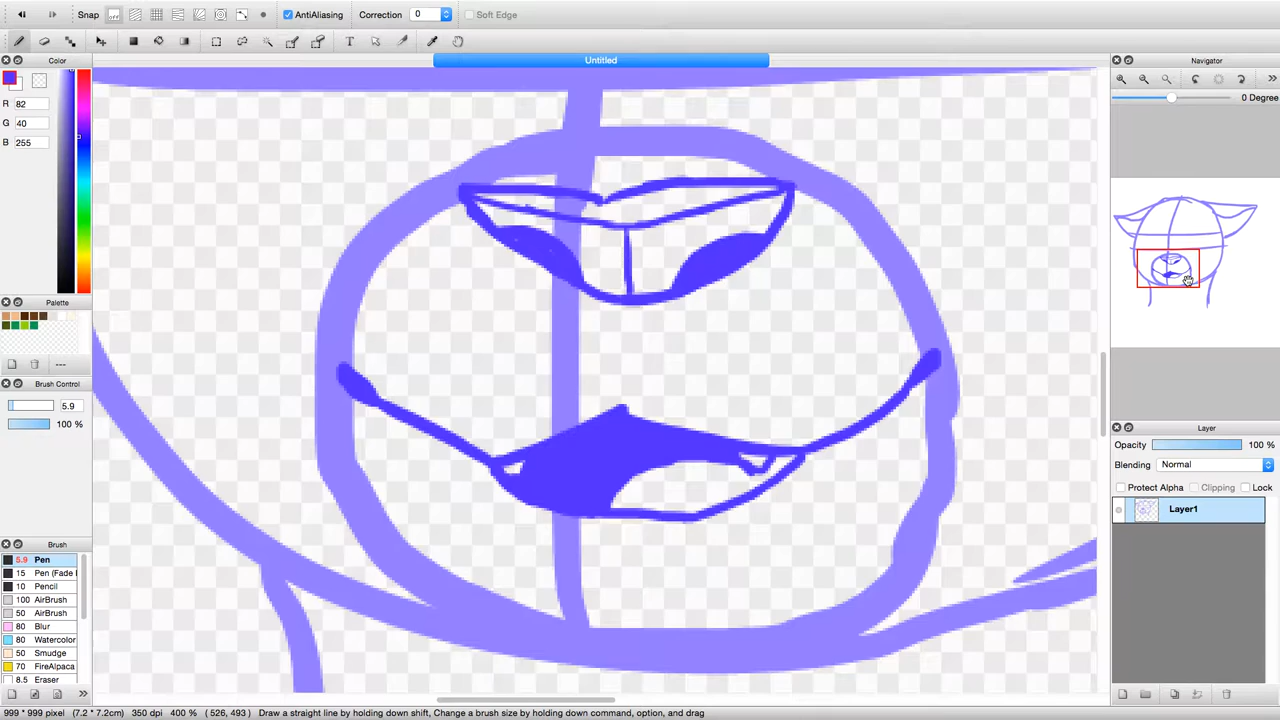 Snap
AntiAliasing
Correction
0
Soft Edge
Color
Untitled
Navigator
R 82
G 40
B 255
0 Degree
Palette
---
Brush Control
5.9
100 %
Layer
Opacity 100 %
Blending Normal
Protect Alpha Clipping Lock
Layer1
Brush
5.9 Pen
15 Pen (Fade I
10 Pencil
100 AirBrush
50 AirBrush
80 Blur
80 Watercolor
50 Smudge
70 FireAlpaca
8.5 Eraser
999 * 999 pixel (7.2 * 7.2cm) 350 dpi 400 % ( 526, 493 ) Draw a straight line by holding down shift, Change a brush size by holding down command, option, and drag